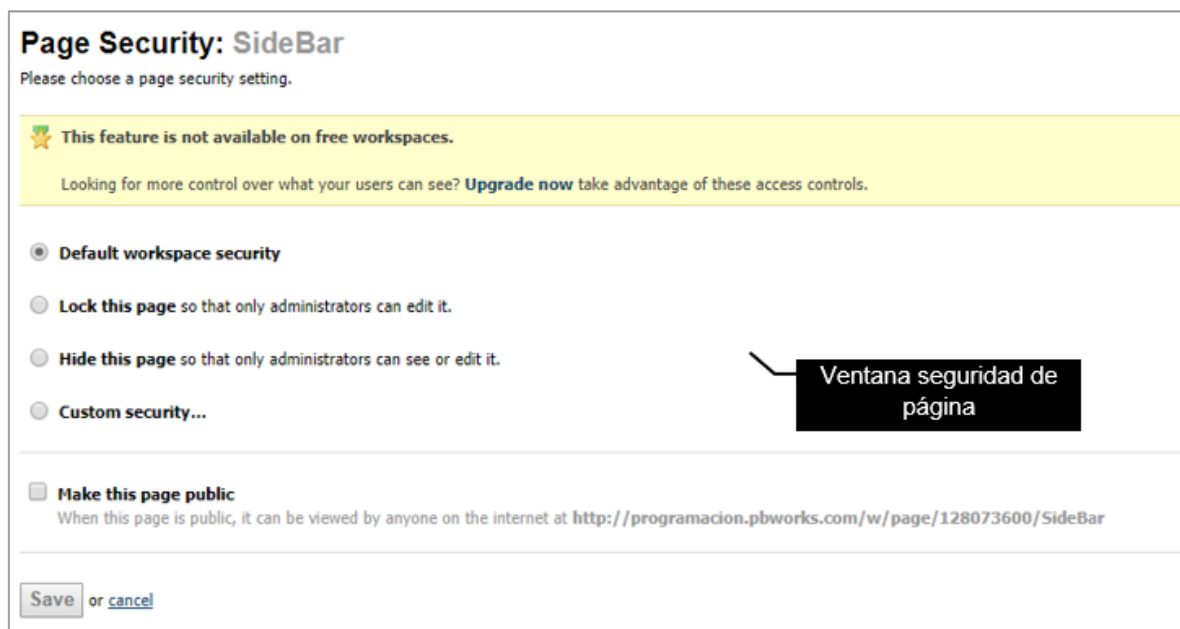 Page Security: SideBar
Please choose a page security setting.
This feature is not available on free workspaces.
Looking for more control over what your users can see? Upgrade now take advantage of these access controls.
Default workspace security
Lock this page so that only administrators can edit it.
Hide this page so that only administrators can see or edit it.
Ventana seguridad de
página
Custom security...
Make this page public
When this page is public, it can be viewed by anyone on the internet at http://programacion.pbworks.com/w/page/128073600/SideBar
Save or cancel